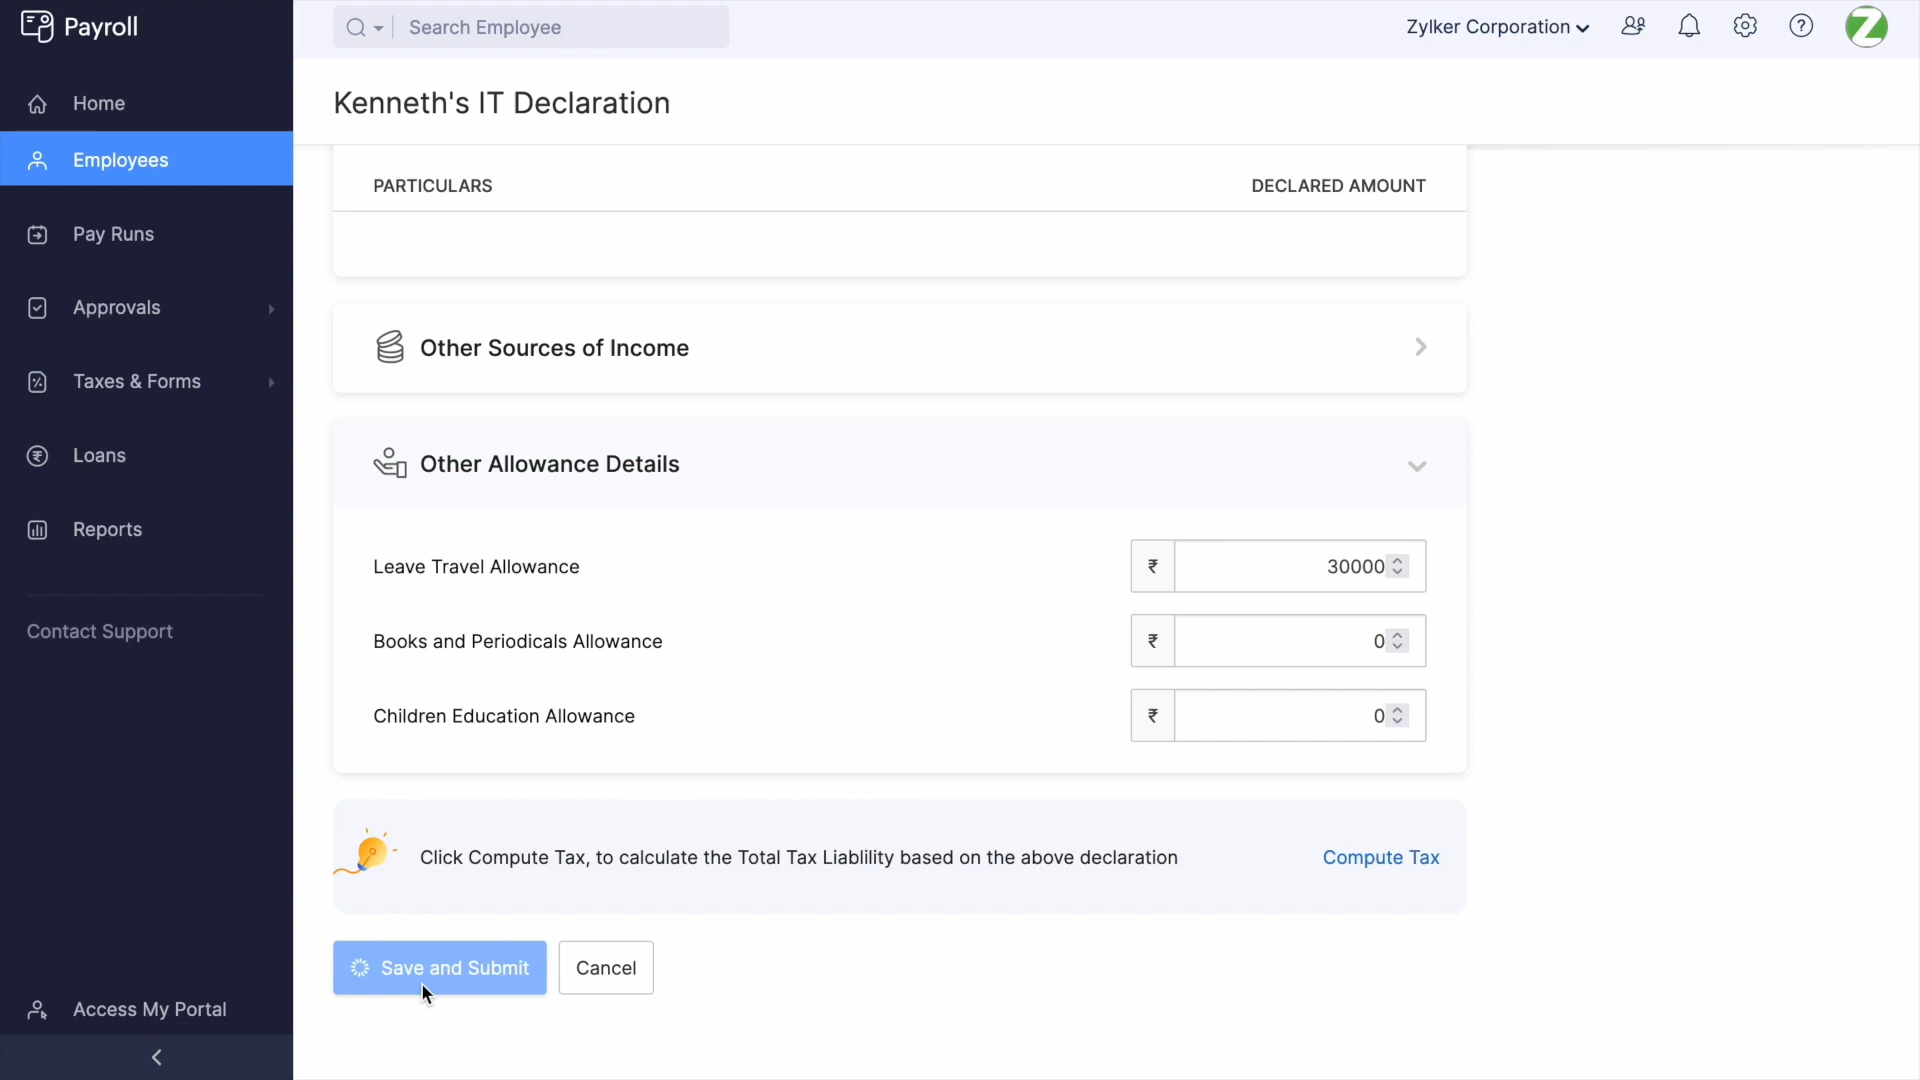 Payroll
Search Employee
Zylker Corporation
Home
Employees
Pay Runs
Approvals
Taxes & Forms
Loans
Reports
Contact Support
Access My Portal
Kenneth's IT Declaration
PARTICULARS DECLARED AMOUNT
Other Sources of Income
Other Allowance Details
Leave Travel Allowance ₹ 30000
Books and Periodicals Allowance ₹ 0
Children Education Allowance ₹ 0
Click Compute Tax, to calculate the Total Tax Liablility based on the above declaration Compute Tax
Save and Submit Cancel